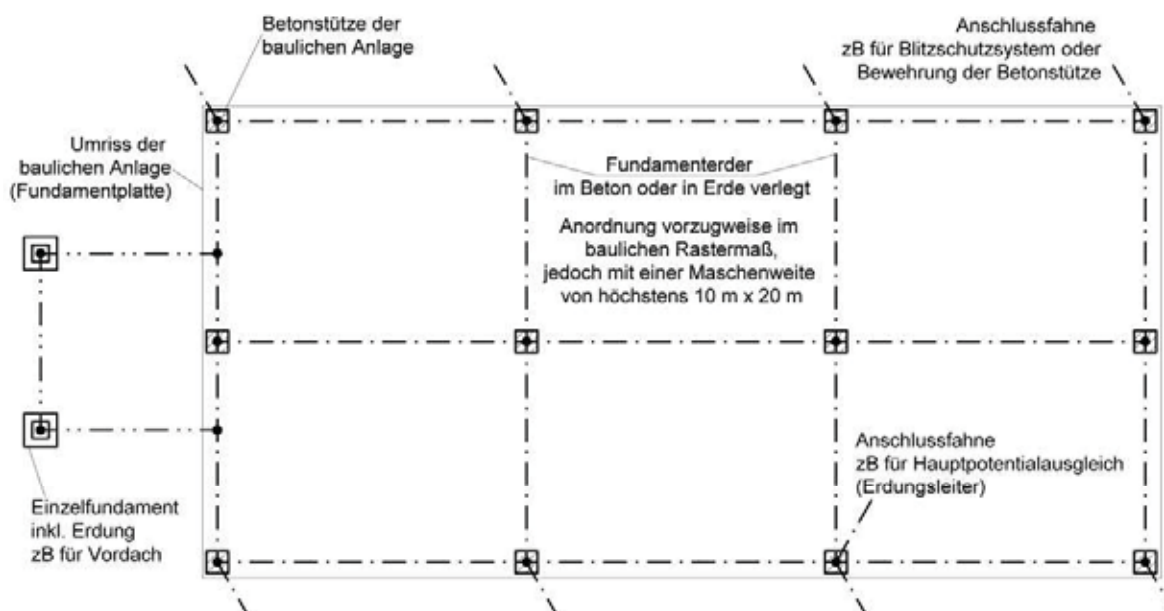 Betonstütze der
baulichen Anlage
Anschlussfahne
zB für Blitzschutzsystem oder
Bewehrung der Betonstütze
Umriss der
baulichen Anlage
(Fundamentplatte)
Fundamenterder
im Beton oder in Erde verlegt
Anordnung vorzugweise im
baulichen Rastermaß,
jedoch mit einer Maschenweite
von höchstens 10 m x 20 m
Anschlussfahne
zB für Hauptpotentialausgleich
(Erdungsleiter)
Einzelfundament
inkl. Erdung
zB für Vordach